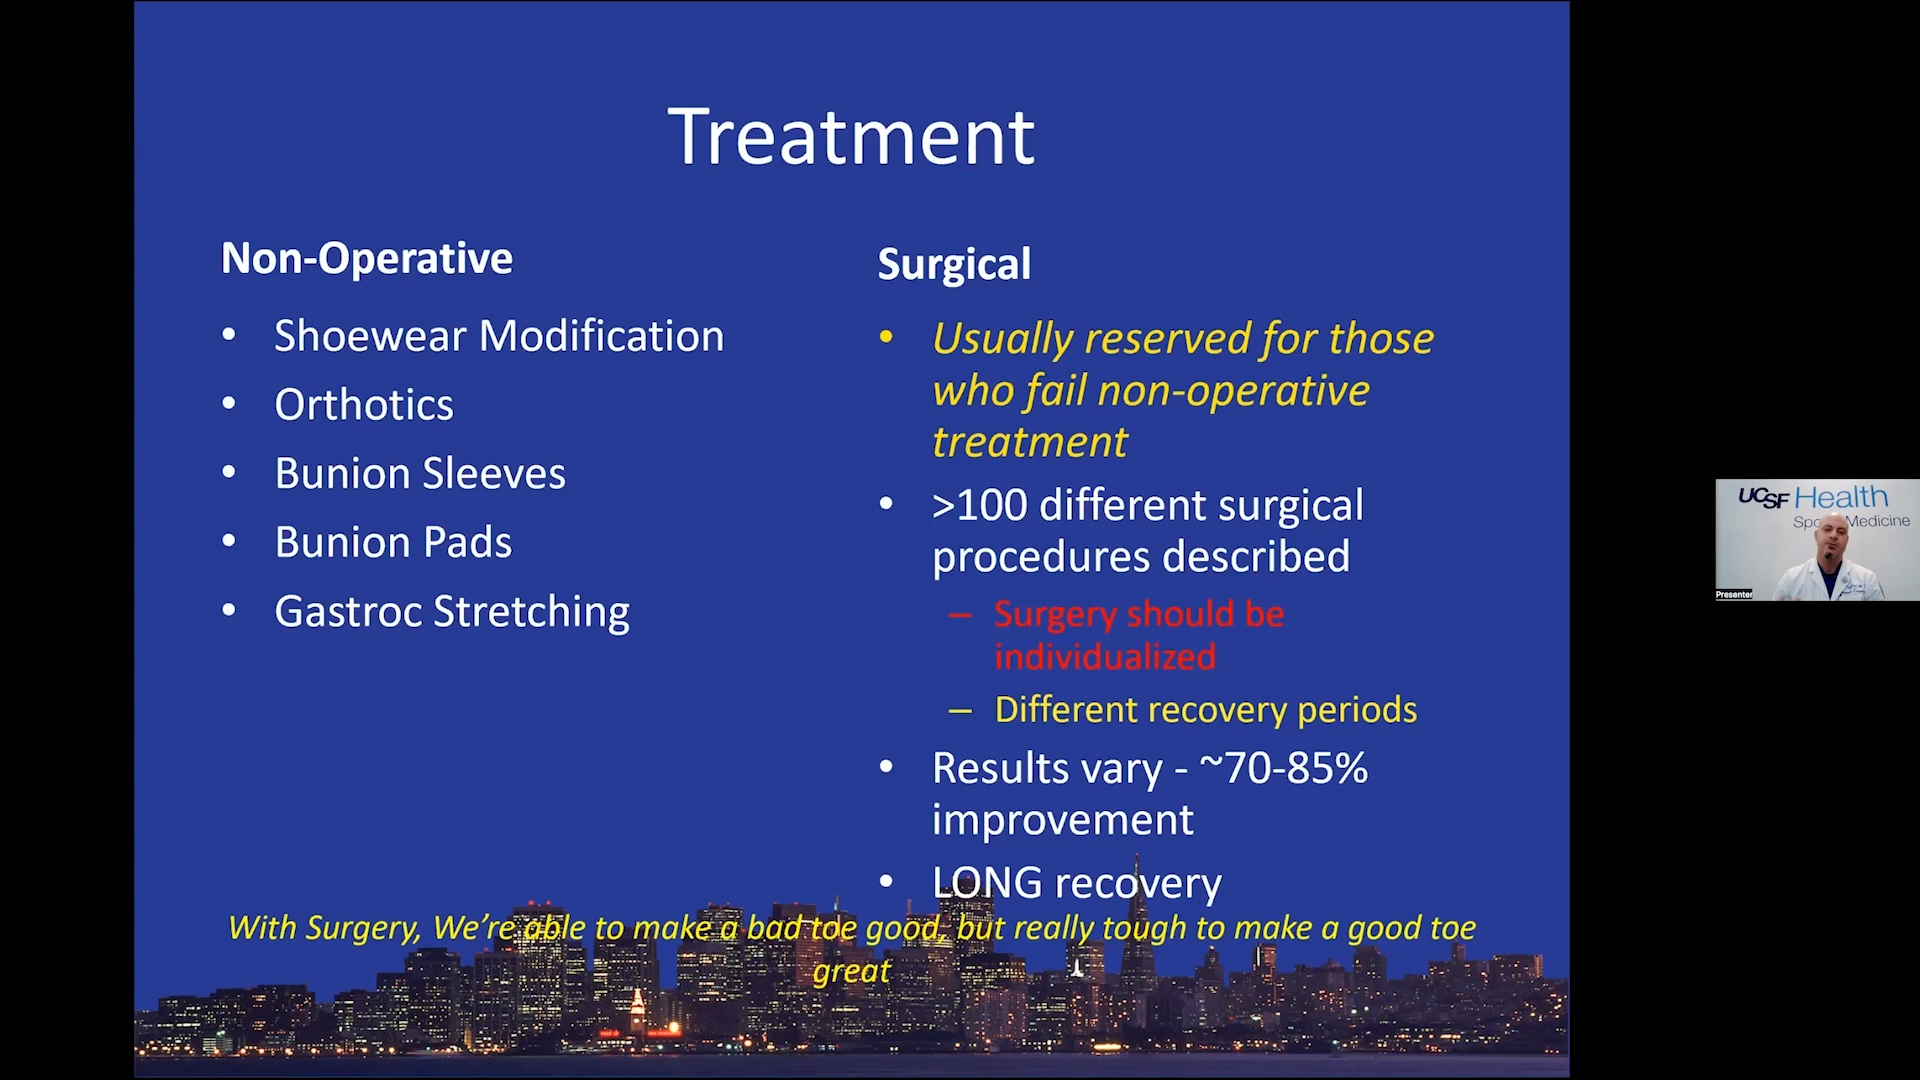 Treatment
Non-Operative
• Shoewear Modification
• Orthotics
• Bunion Sleeves
• Bunion Pads
• Gastroc Stretching
Surgical
• Usually reserved for those
who fail non-operative
treatment
• >100 different surgical
procedures described
– Surgery should be
individualized
– Different recovery periods
• Results vary - ~70-85%
improvement
• LONG recovery
With Surgery, We’re able to make a bad toe good, but really tough to make a good toe
great
UCSF Health
Medicine
Presenter